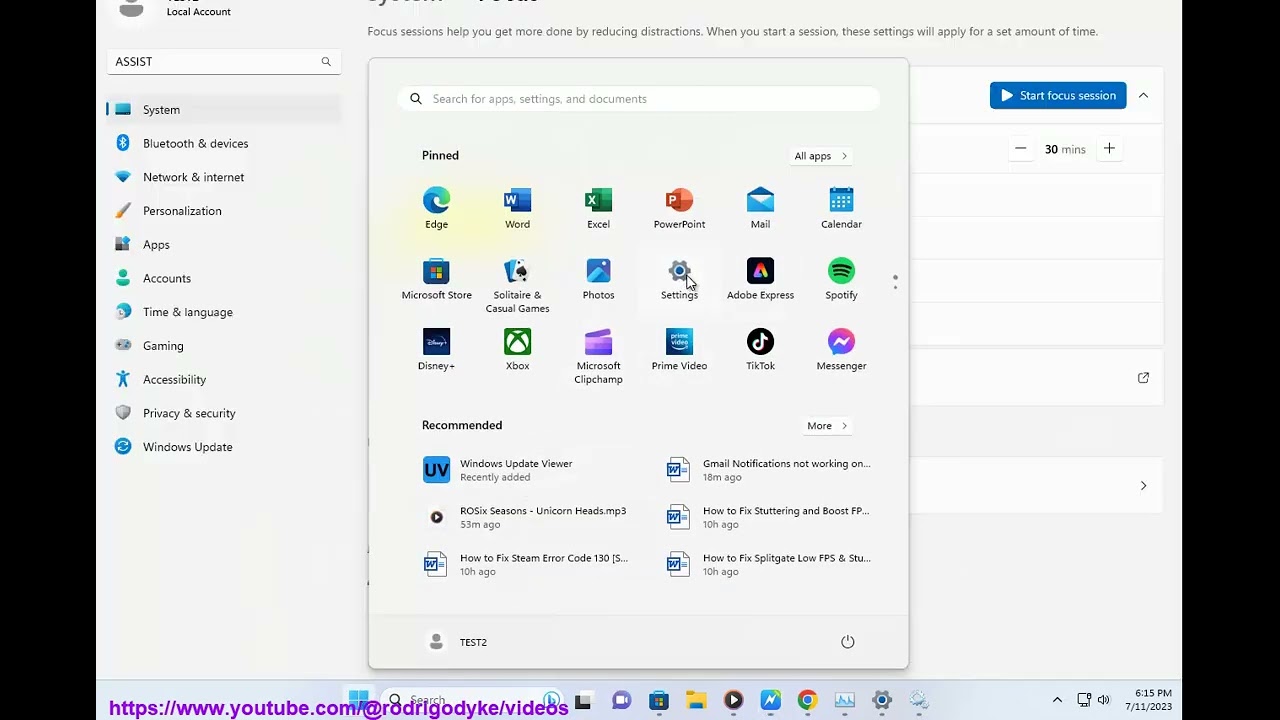 Local Account
Focus sessions help you get more done by reducing distractions. When you start a session, these settings will apply for a set amount of time.
ASSIST
System
Bluetooth & devices
Network & internet
Personalization
Apps
Accounts
Time & language
Gaming
Accessibility
Privacy & security
Windows Update
Start focus session
30 mins
Search for apps, settings, and documents
Pinned
All apps
Edge
Word
Excel
PowerPoint
Mail
Calendar
Microsoft Store
Solitaire &
Casual Games
Photos
Settings
Adobe Express
Spotify
Disney+
Xbox
Microsoft
Clipchamp
prime
video
Prime Video
TikTok
Messenger
Recommended
More
UV
Windows Update Viewer
Recently added
Gmail Notifications not working on...
18m ago
ROSix Seasons - Unicorn Heads.mp3
53m ago
How to Fix Stuttering and Boost FP...
10h ago
How to Fix Steam Error Code 130 [S...
10h ago
How to Fix Splitgate Low FPS & Stu...
10h ago
TEST2
Search
6:15 PM
7/11/2023
https://www.youtube.com/@rodrigodyke/videos